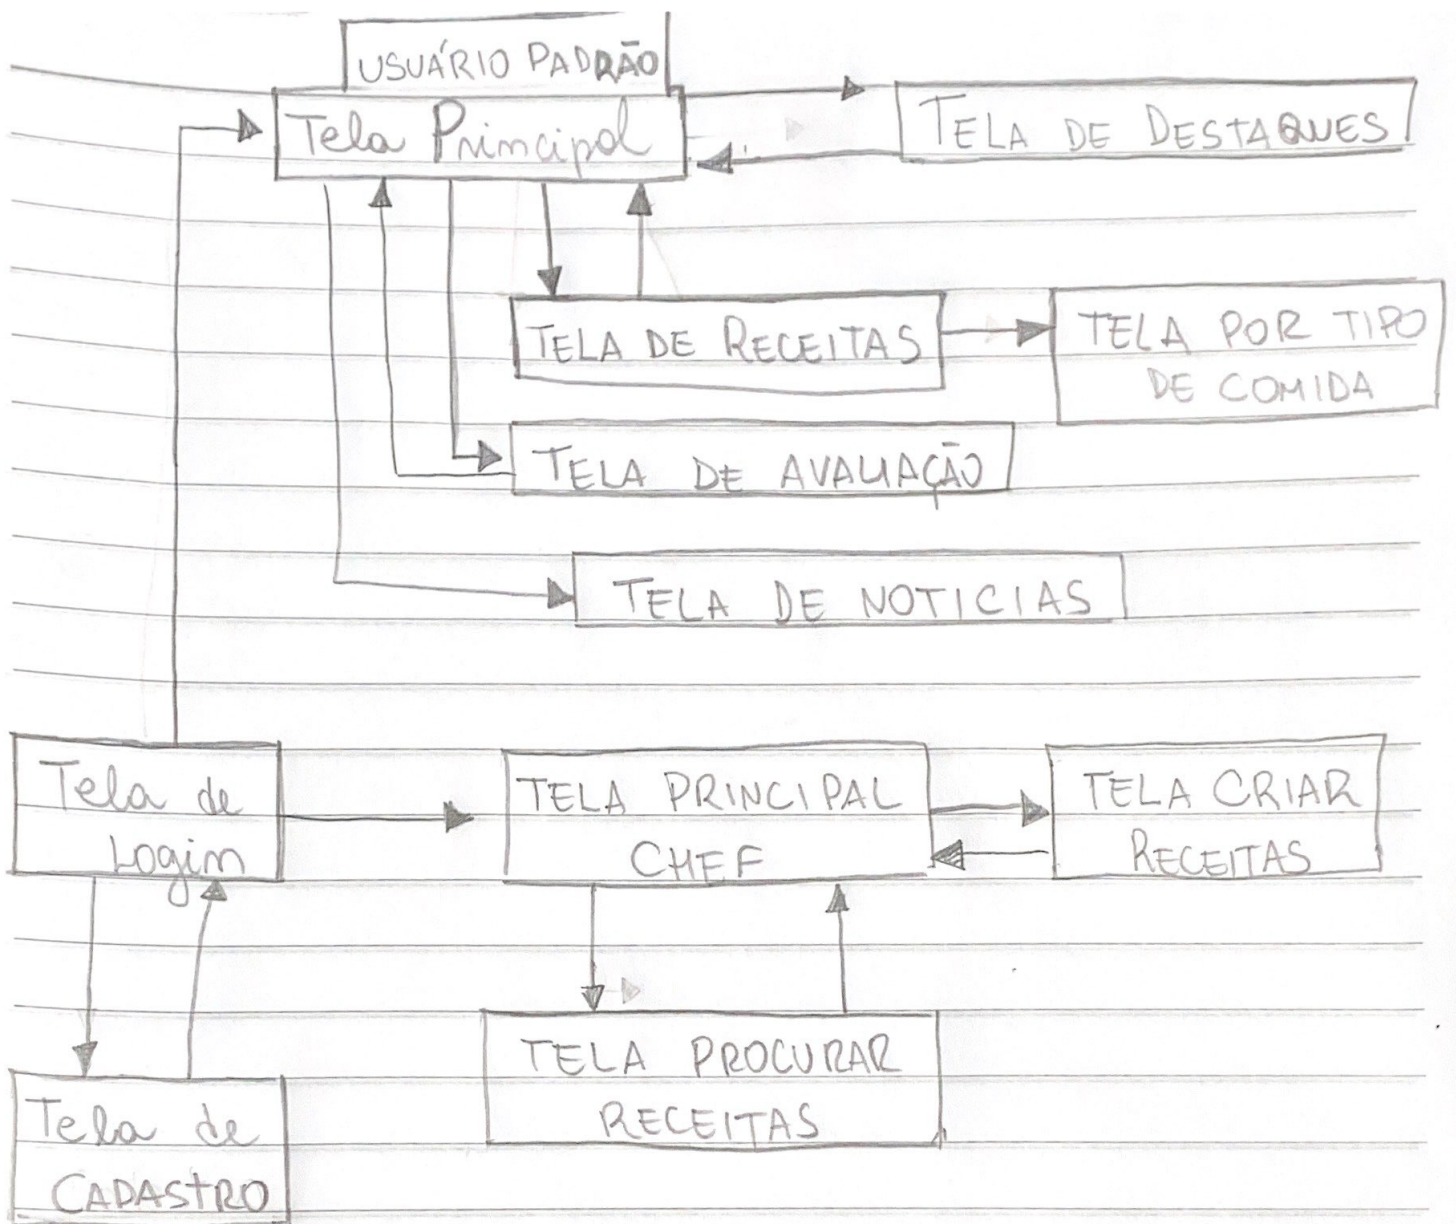 USUÁRIO PADRÃO
Tela Principal
TELA DE DESTAQUES
TELA DE RECEITAS
TELA POR TIPO
DE COMIDA
TELA DE AVALIAÇÃO
TELA DE NOTICIAS
Tela de
Login
TELA PRINCIPAL
CHEF
TELA CRIAR
RECEITAS
TELA PROCURAR
RECEITAS
Tela de
CADASTRO